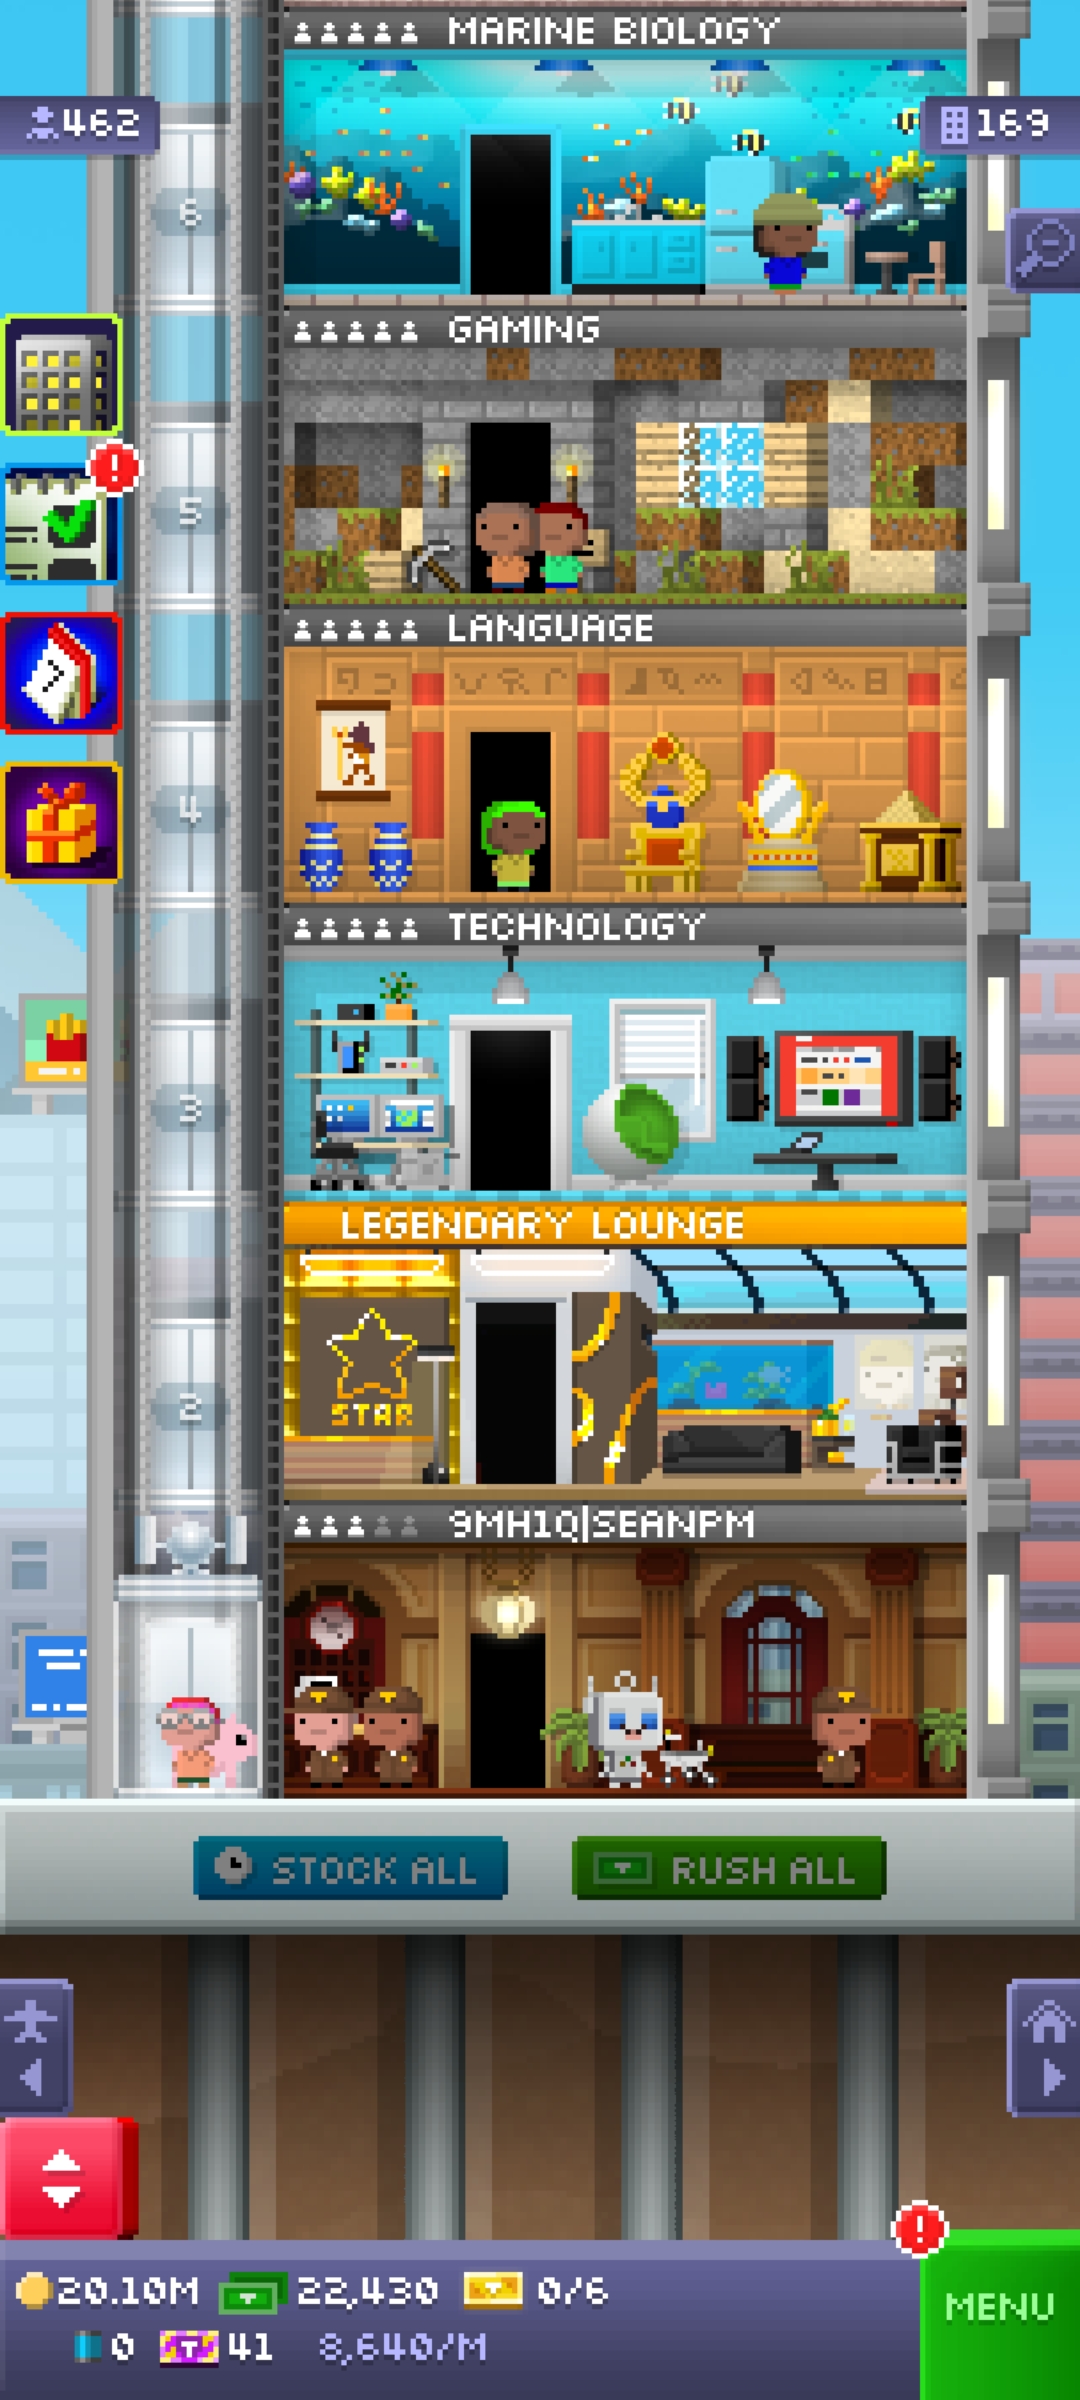 MARINE BIOLOGY
462
169
6
GAMING
5
LANGUAGE
4
TECHNOLOGY
3
LEGENDARY LOUNGE
STAR
2
9MH1Q|SEANPM
STOCK ALL
RUSH ALL
20.10M 22,430 0/6
MENU
0 41 8,640/M